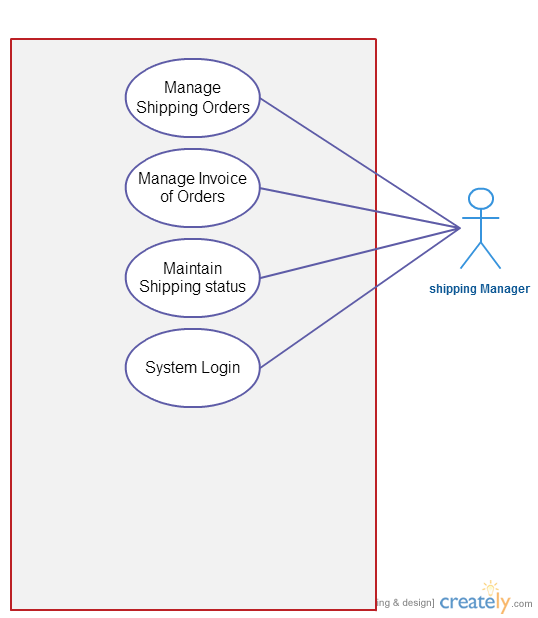 Manage
Shipping Orders
Manage Invoice
of Orders
Maintain
Shipping status
System Login
shipping Manager
ing & design] creately.com